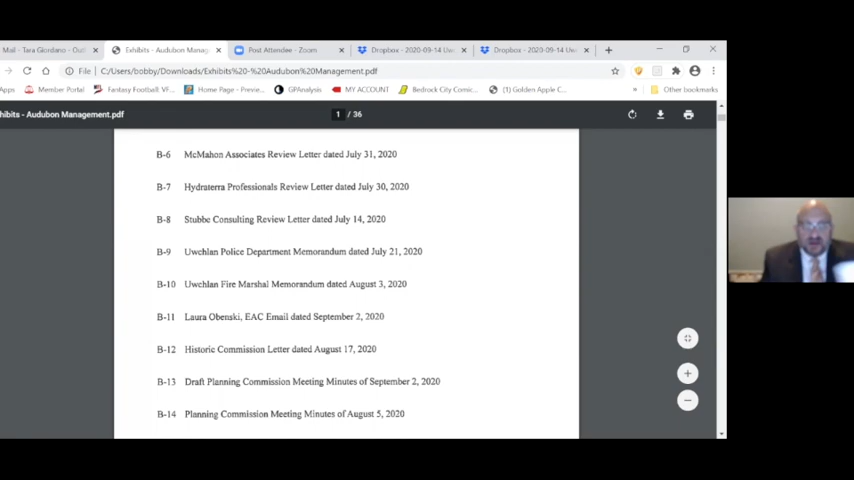 Mail - Tara Giordano - Out
Exhibits - Audubon Manag
Post Attendee - Zoom
Dropbox - 2020-09-14 Uw
Dropbox - 2020-09-14 Uw
File C:/Users/bobby/Downloads/Exhibits%20-%20Audubon%20Management.pdf
Apps Member Portal Fantasy Football: VF... Home Page - Previe... GPAnalysis MY ACCOUNT Bedrock City Comic... (1) Golden Apple C... » Other bookmarks
hibits - Audubon Management.pdf 1 / 36
B-6 McMahon Associates Review Letter dated July 31, 2020
B-7 Hydraterra Professionals Review Letter dated July 30, 2020
B-8 Stubbe Consulting Review Letter dated July 14, 2020
B-9 Uwchlan Police Department Memorandum dated July 21, 2020
B-10 Uwchlan Fire Marshal Memorandum dated August 3, 2020
B-11 Laura Obenski, EAC Email dated September 2, 2020
B-12 Historic Commission Letter dated August 17, 2020
B-13 Draft Planning Commission Meeting Minutes of September 2, 2020
B-14 Planning Commission Meeting Minutes of August 5, 2020